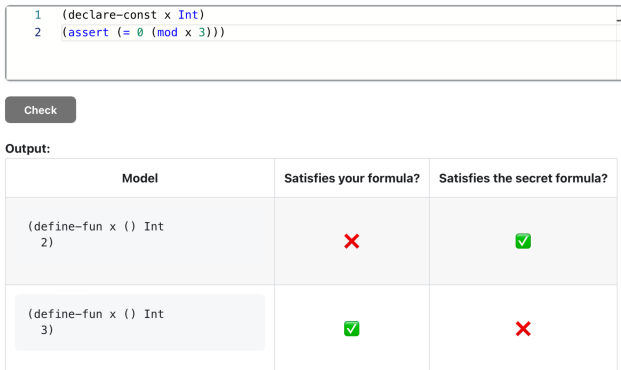 1 (declare-const x Int)
2 (assert (= 0 (mod x 3)))
Check
Output:
Model Satisfies your formula? Satisfies the secret formula?
(define-fun x () Int
2) ❌ ✅
(define-fun x () Int
3) ✅ ❌